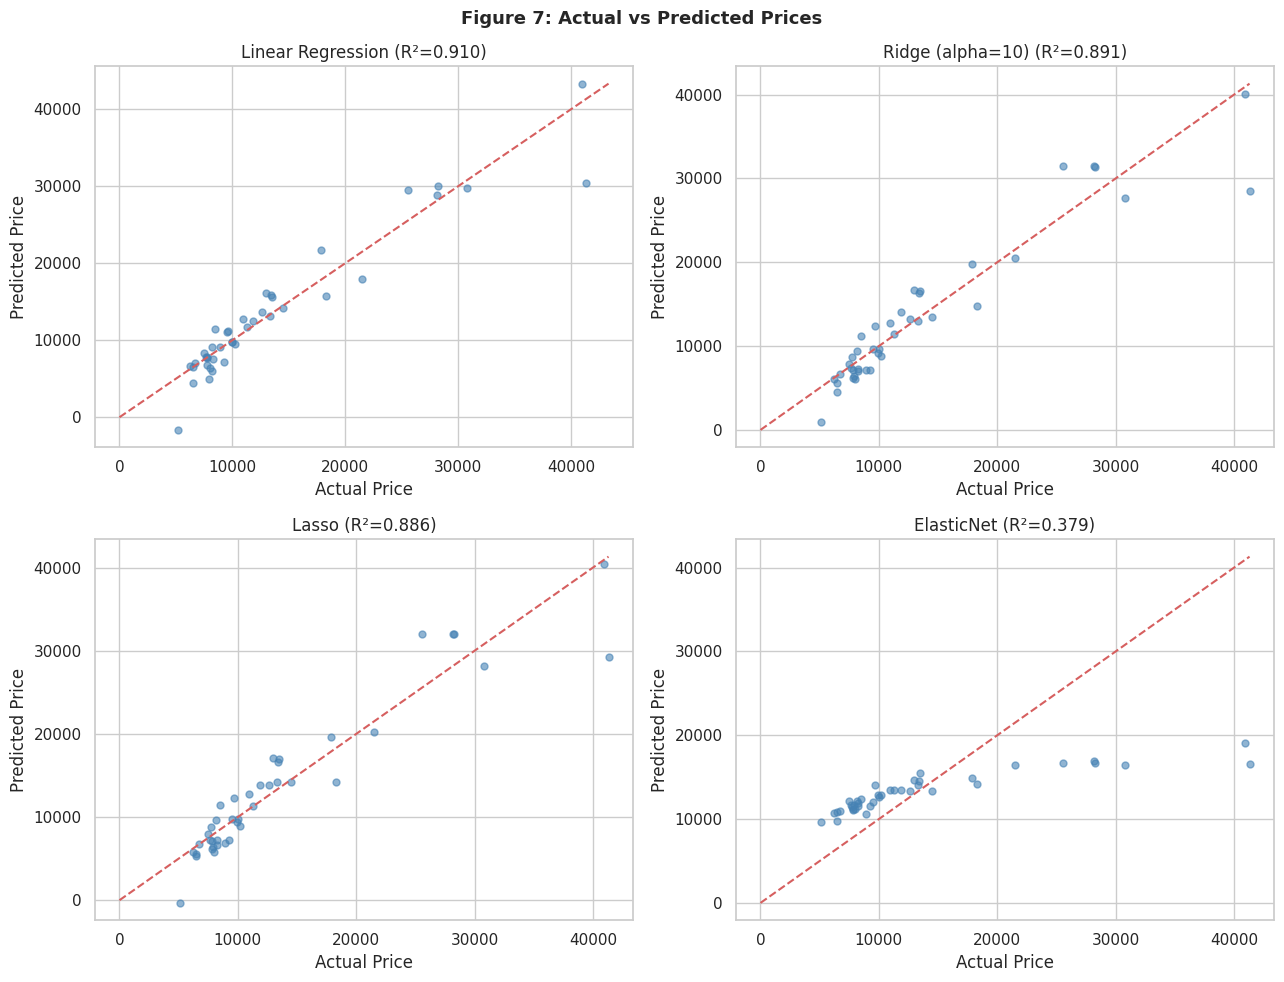 Figure 7: Actual vs Predicted Prices
Linear Regression (R²=0.910)
40000
30000
20000
10000
0
Predicted Price
0 10000 20000 30000 40000
Actual Price
Ridge (alpha=10) (R²=0.891)
40000
30000
20000
10000
0
Predicted Price
0 10000 20000 30000 40000
Actual Price
Lasso (R²=0.886)
40000
30000
20000
10000
0
Predicted Price
0 10000 20000 30000 40000
Actual Price
ElasticNet (R²=0.379)
40000
30000
20000
10000
0
Predicted Price
0 10000 20000 30000 40000
Actual Price